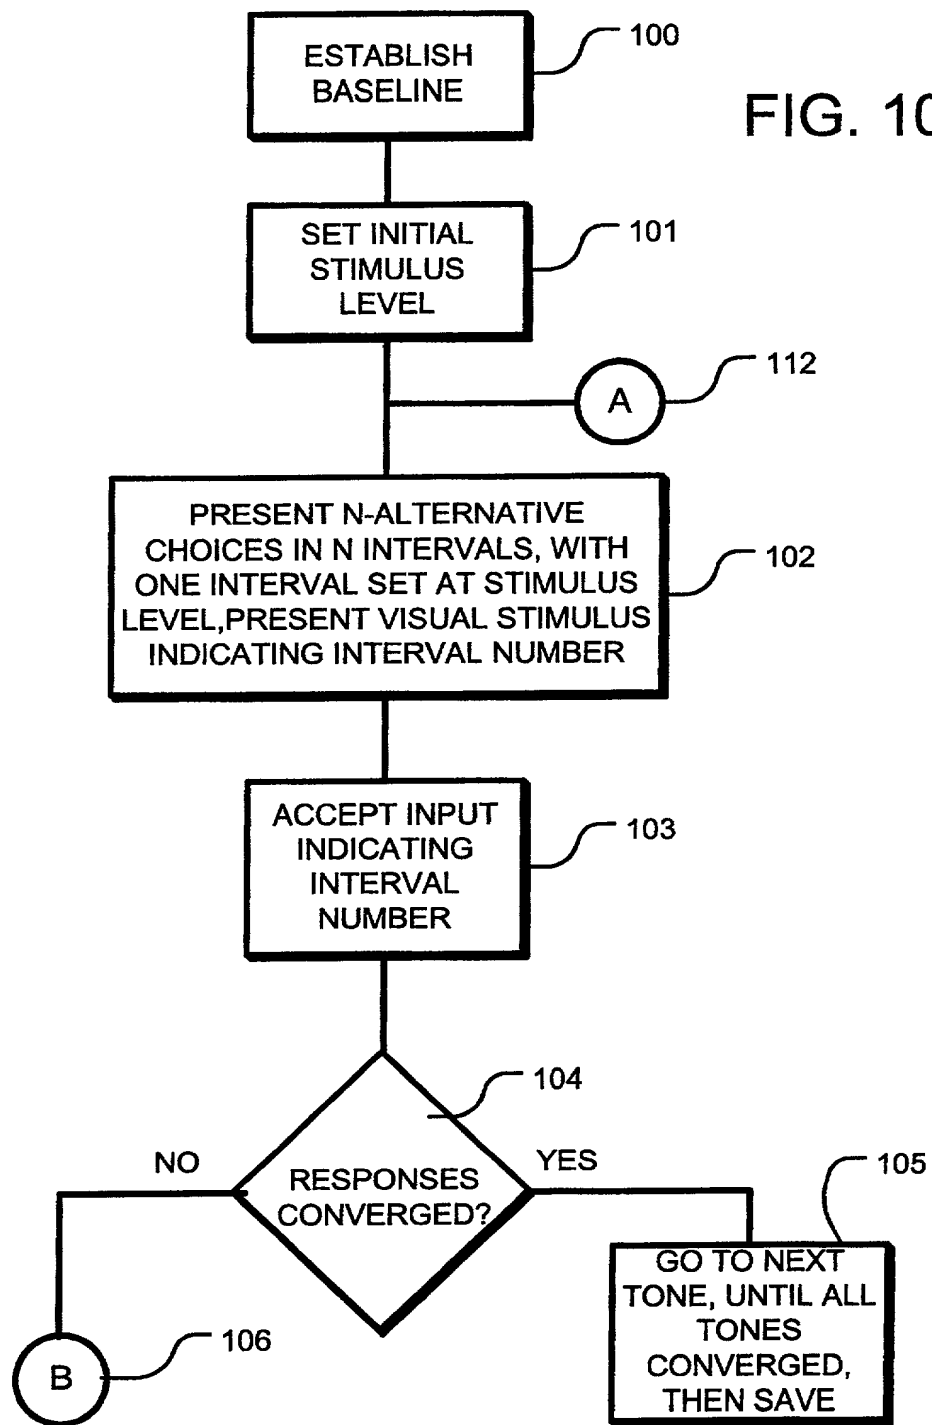 ESTABLISH
BASELINE
100
FIG. 10
SET INITIAL
STIMULUS
LEVEL
101
A
112
PRESENT N-ALTERNATIVE
CHOICES IN N INTERVALS, WITH
ONE INTERVAL SET AT STIMULUS
LEVEL,PRESENT VISUAL STIMULUS
INDICATING INTERVAL NUMBER
102
ACCEPT INPUT
INDICATING
INTERVAL
NUMBER
103
104
NO
YES
RESPONSES
CONVERGED?
105
GO TO NEXT
TONE, UNTIL ALL
TONES
CONVERGED,
THEN SAVE
B
106